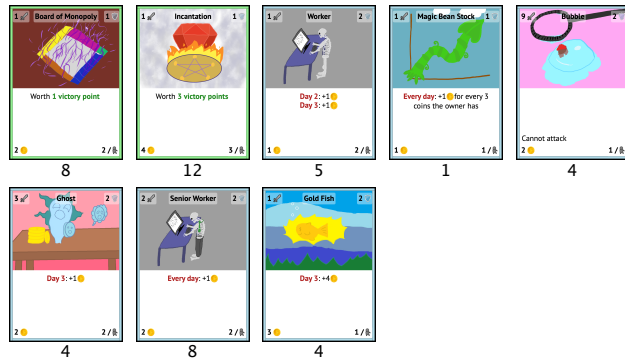 1 Board of Monopoly 1
Worth 1 victory point
2 2 /
8
1 Incantation 1
Worth 3 victory points
4 3 /
12
1 Worker 2
Day 2: +1
Day 3: +1
1 2 /
5
1 Magic Bean Stock 1
Every day: +1 for every 3
coins the owner has
1 1 /
1
9 Bubble 2
Cannot attack
2 1 /
4
3 Ghost 2
Day 3: +1
2 2 /
4
2 Senior Worker 2
Every day: +1
2 2 /
8
1 Gold Fish 2
Day 3: +4
3 1 /
4